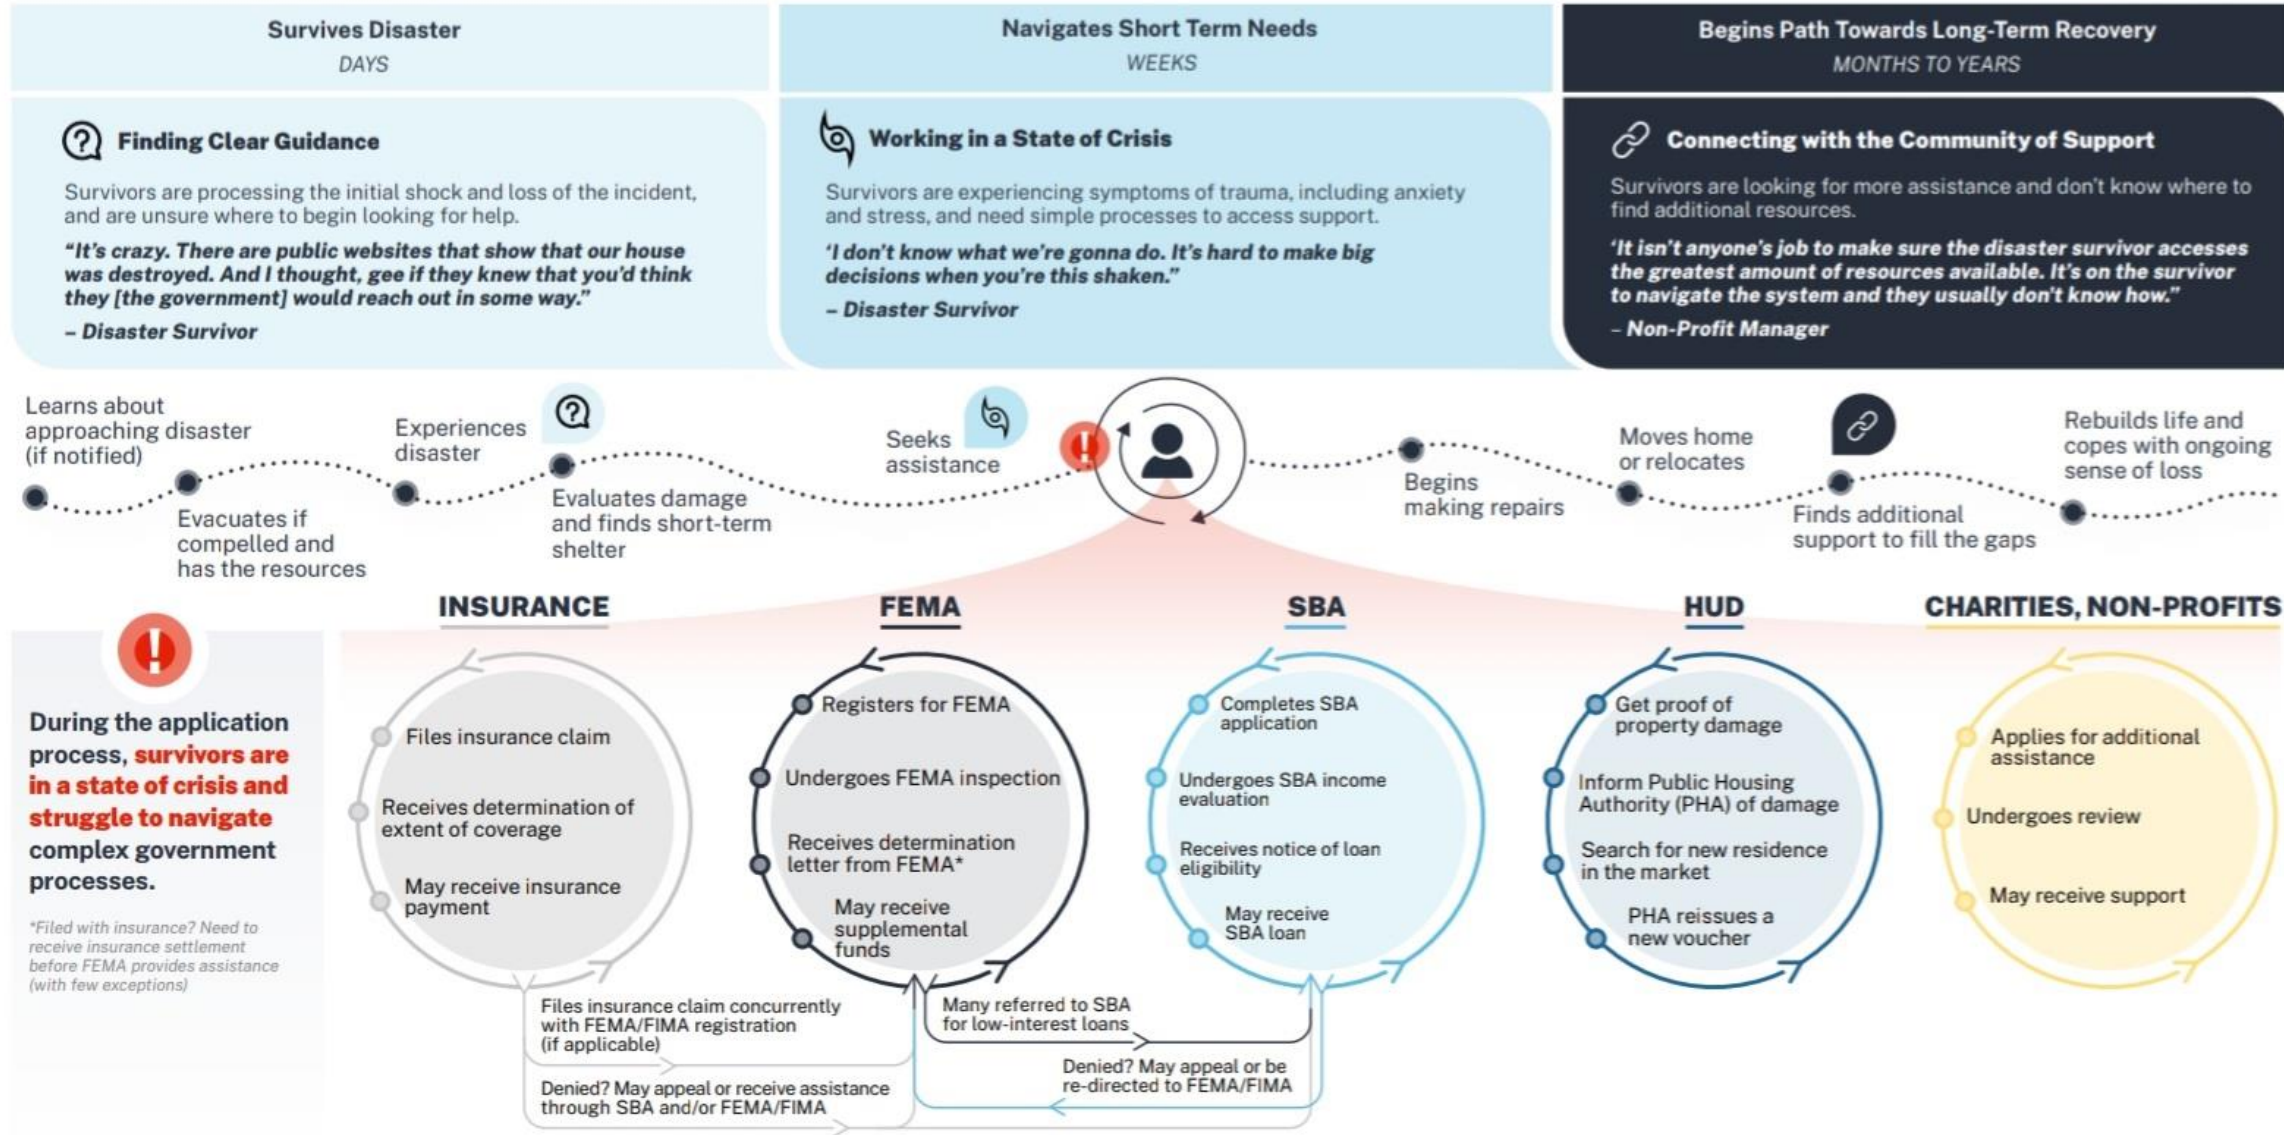 Survives Disaster
DAYS
Navigates Short Term Needs
WEEKS
Begins Path Towards Long-Term Recovery
MONTHS TO YEARS
Finding Clear Guidance
Survivors are processing the initial shock and loss of the incident,
and are unsure where to begin looking for help.
“It’s crazy. There are public websites that show that our house
was destroyed. And I thought, gee if they knew that you’d think
they [the government] would reach out in some way.”
– Disaster Survivor
Working in a State of Crisis
Survivors are experiencing symptoms of trauma, including anxiety
and stress, and need simple processes to access support.
‘I don’t know what we’re gonna do. It’s hard to make big
decisions when you’re this shaken.”
– Disaster Survivor
Connecting with the Community of Support
Survivors are looking for more assistance and don’t know where to
find additional resources.
‘It isn’t anyone’s job to make sure the disaster survivor accesses
the greatest amount of resources available. It’s on the survivor
to navigate the system and they usually don't know how.”
– Non-Profit Manager
Learns about
approaching disaster
(if notified)
Evacuates if
compelled and
has the resources
Experiences
disaster
Evaluates damage
and finds short-term
shelter
Seeks
assistance
Begins
making repairs
Moves home
or relocates
Finds additional
support to fill the gaps
Rebuilds life and
copes with ongoing
sense of loss
During the application
process, survivors are
in a state of crisis and
struggle to navigate
complex government
processes.
*Filed with insurance? Need to
receive insurance settlement
before FEMA provides assistance
(with few exceptions)
INSURANCE
Files insurance claim
Receives determination of
extent of coverage
May receive insurance
payment
FEMA
Registers for FEMA
Undergoes FEMA inspection
Receives determination
letter from FEMA*
May receive
supplemental
funds
SBA
Completes SBA
application
Undergoes SBA income
evaluation
Receives notice of loan
eligibility
May receive
SBA loan
HUD
Get proof of
property damage
Inform Public Housing
Authority (PHA) of damage
Search for new residence
in the market
PHA reissues a
new voucher
CHARITIES, NON-PROFITS
Applies for additional
assistance
Undergoes review
May receive support
Files insurance claim concurrently
with FEMA/FIMA registration
(if applicable)
Denied? May appeal or receive assistance
through SBA and/or FEMA/FIMA
Many referred to SBA
for low-interest loans
Denied? May appeal or be
re-directed to FEMA/FIMA